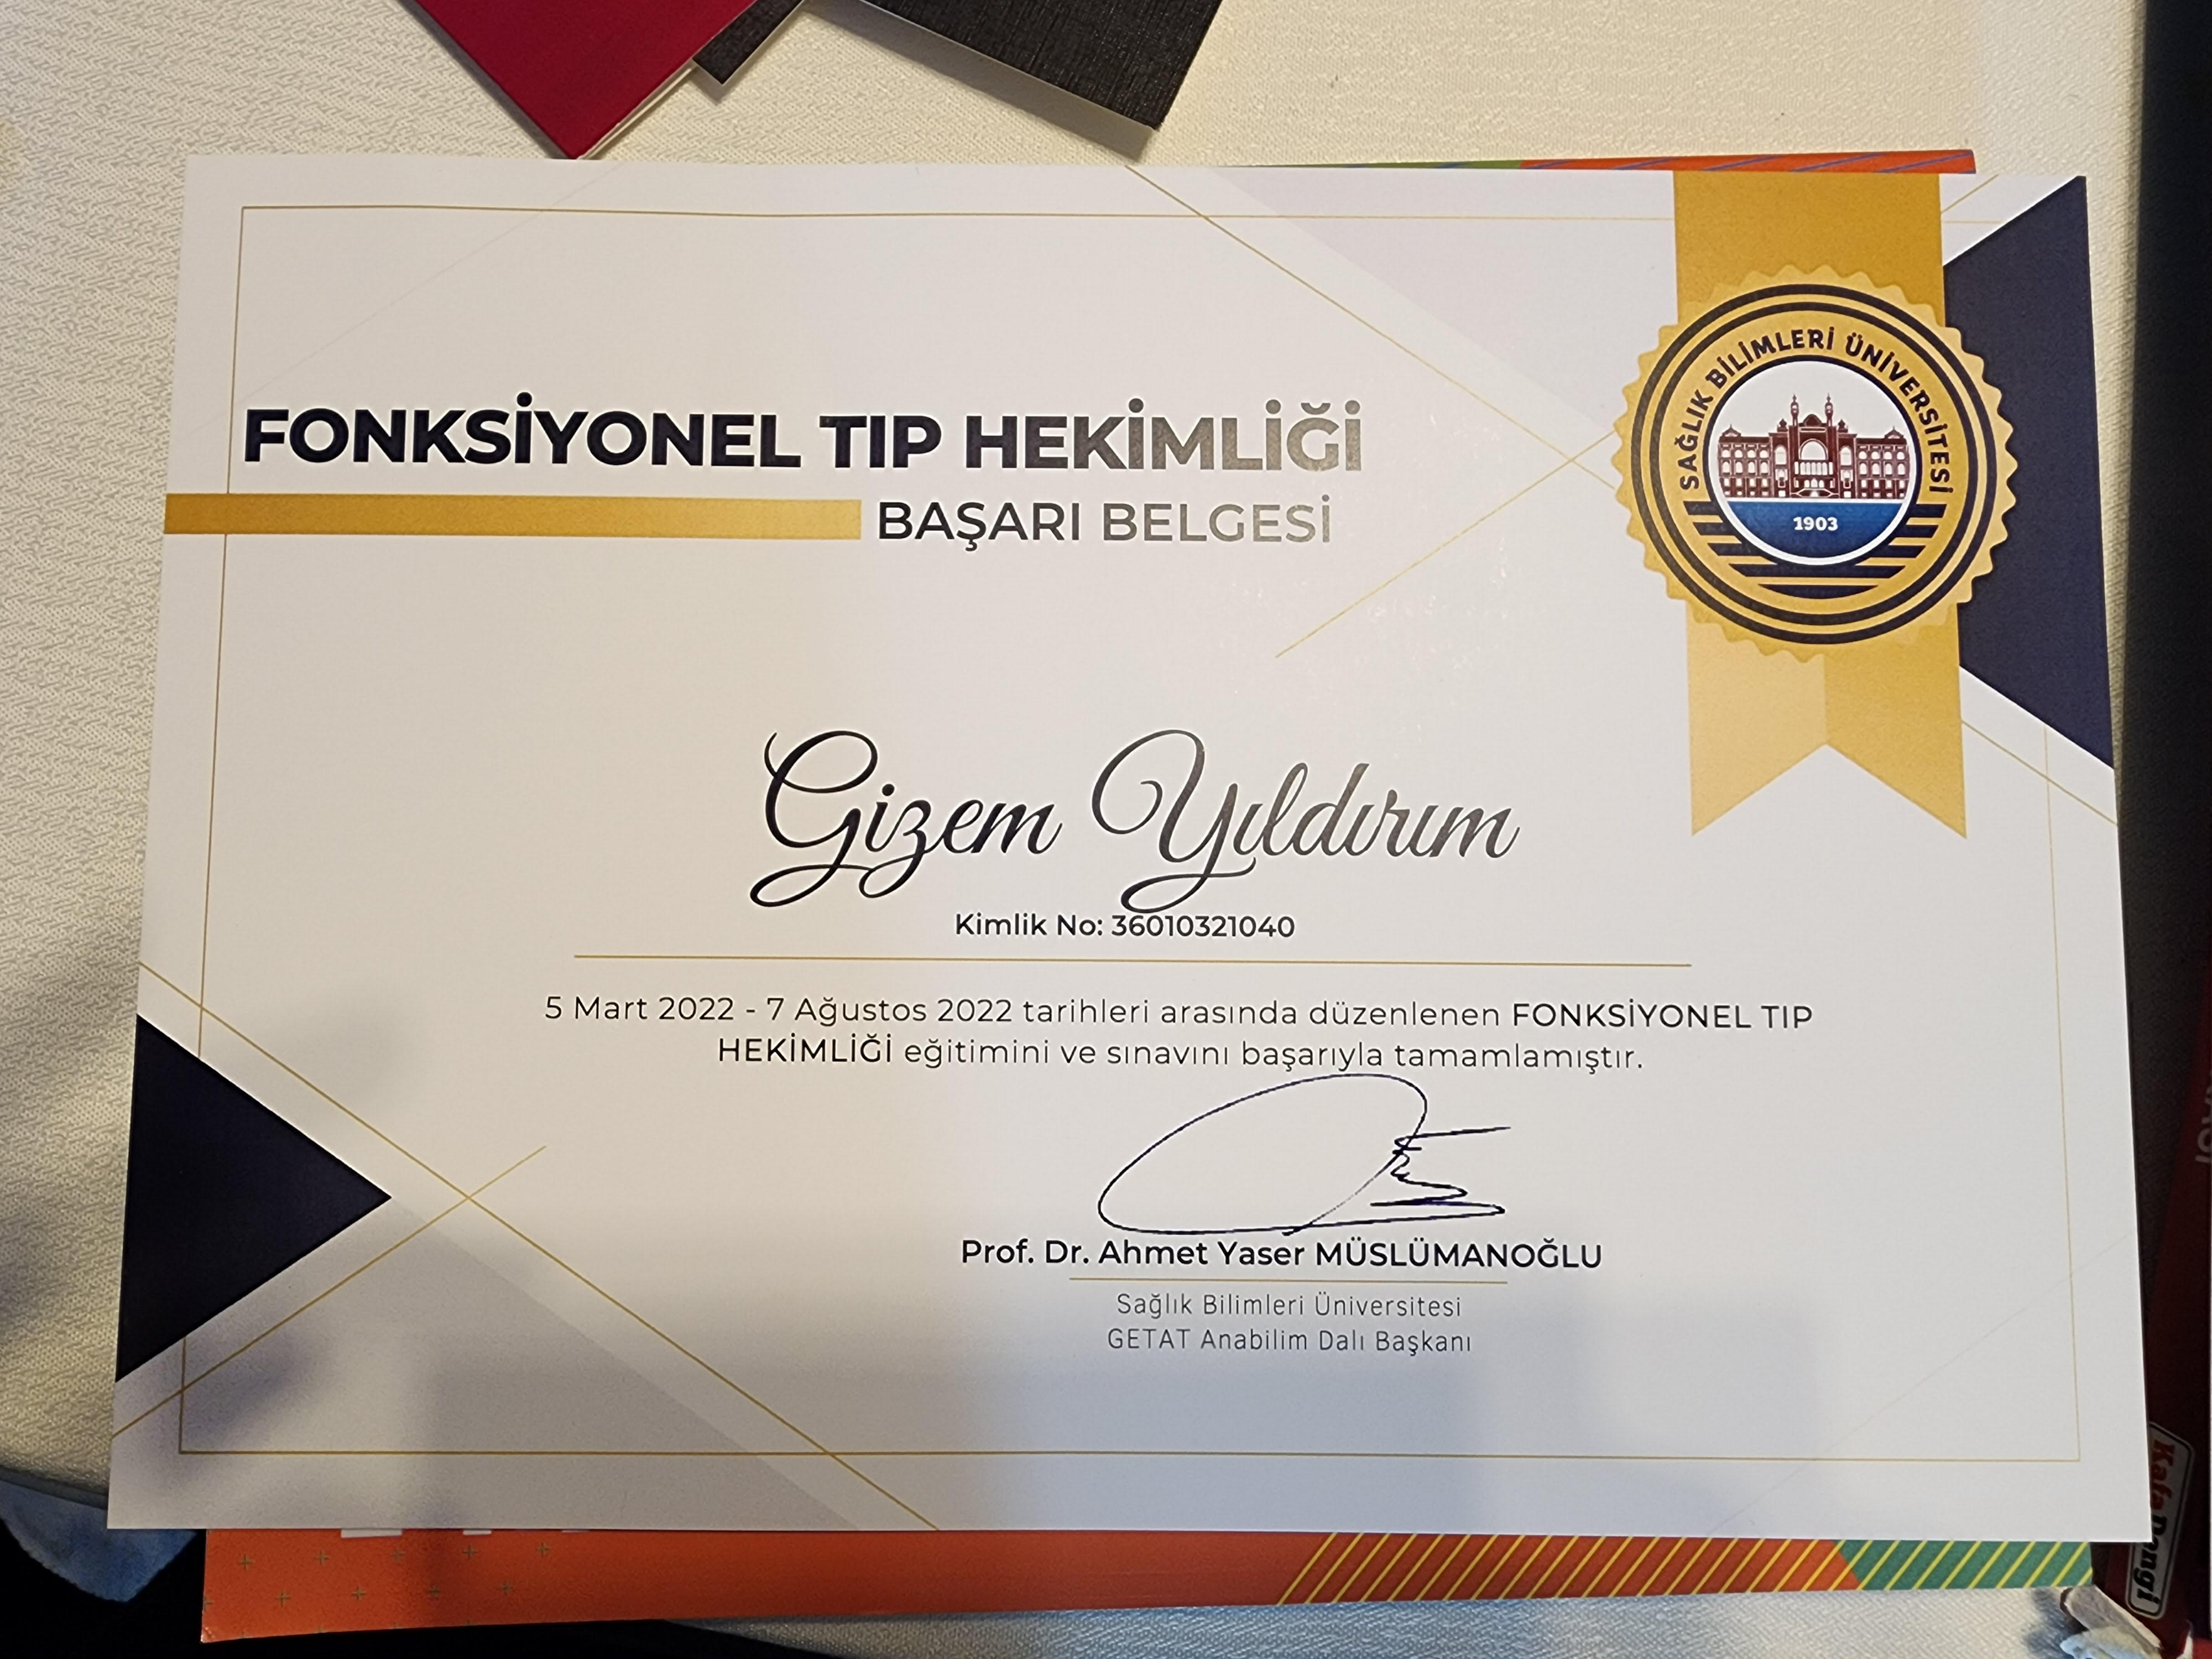 FONKSİYONEL TIP HEKİMLİĞİ
BAŞARI BELGESİ
SAĞLIK BİLİMLERİ ÜNİVERSİTESİ
1903
Gizem Yıldırım
Kimlik No: 36010321040
5 Mart 2022 - 7 Ağustos 2022 tarihleri arasında düzenlenen FONKSİYONEL TIP
HEKİMLİĞİ eğitimini ve sınavını başarıyla tamamlamıştır.
Prof. Dr. Ahmet Yaser MÜSLÜMANOĞLU
Sağlık Bilimleri Üniversitesi
GETAT Anabilim Dalı Başkanı